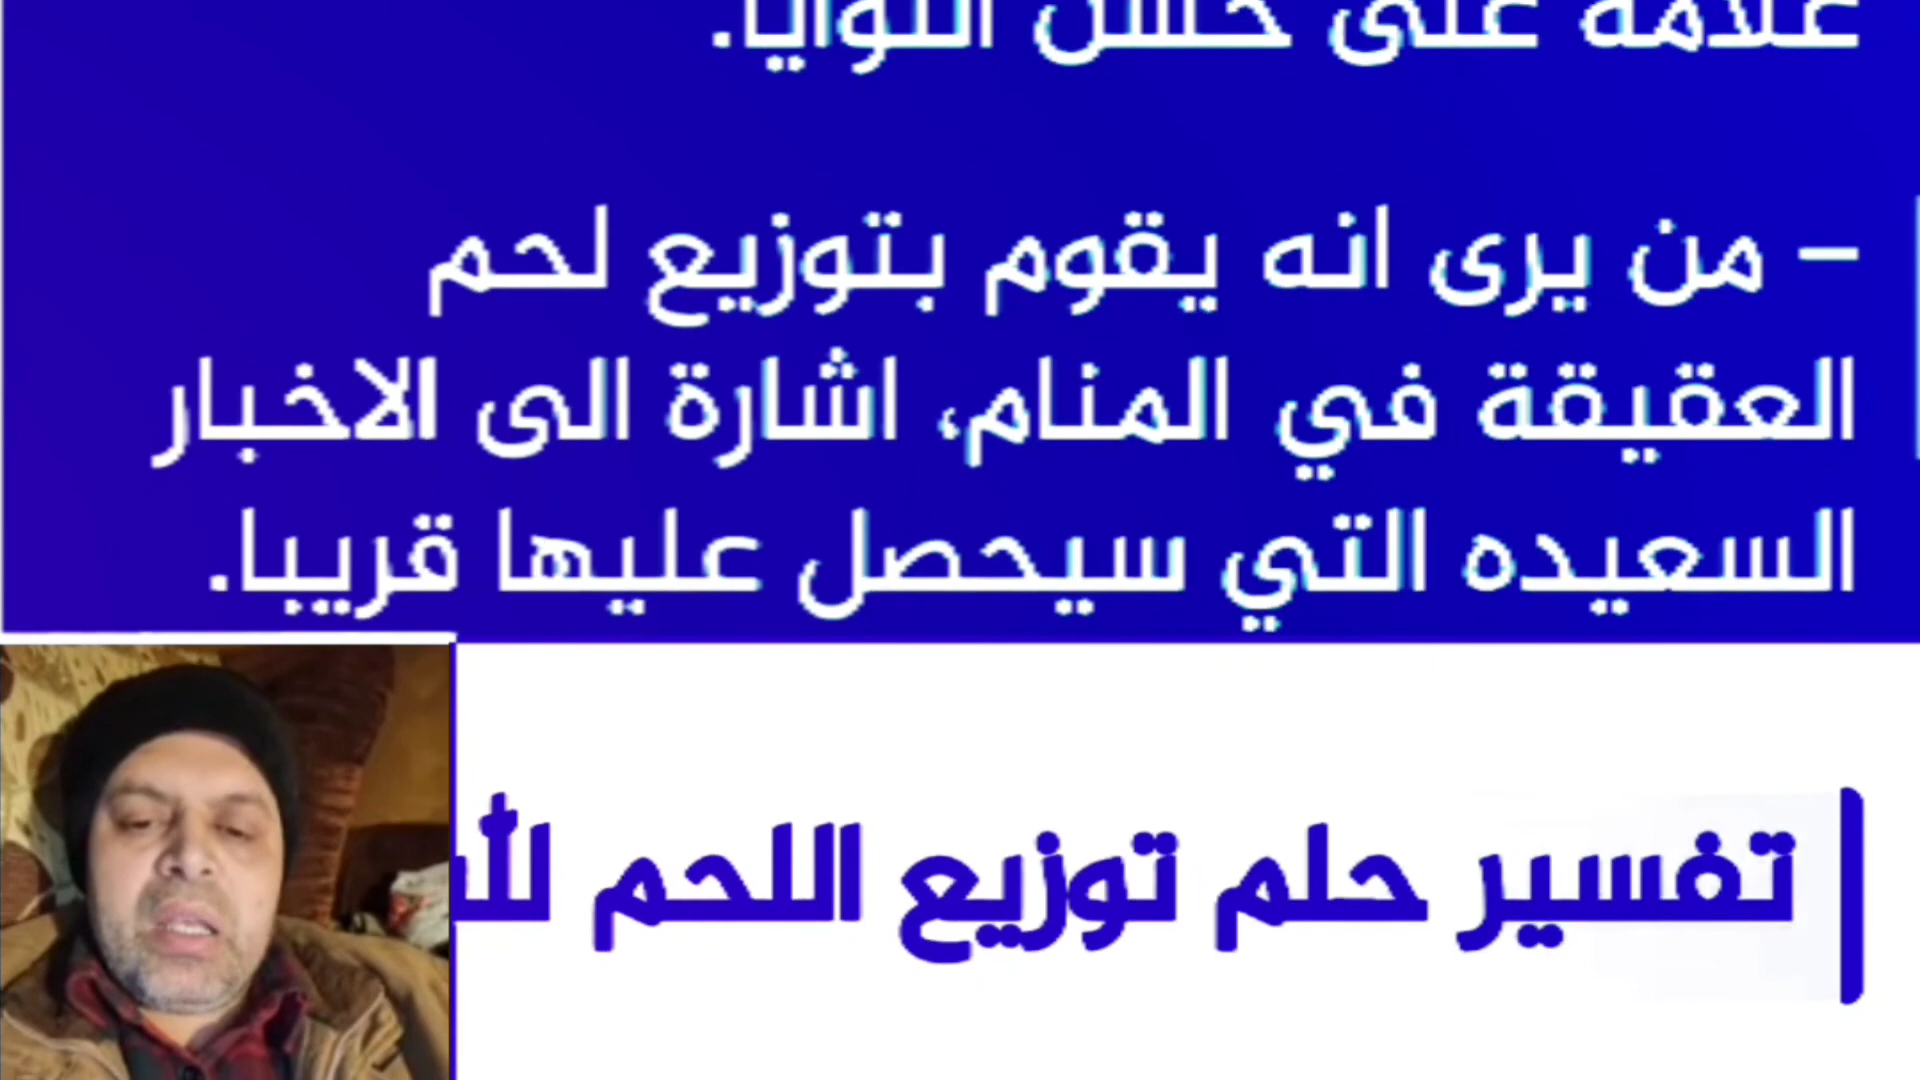 علامة على حسن النوايا.
– من يرى انه يقوم بتوزيع لحم
العقيقة في المنام، اشارة الى الاخبار
السعيده التي سيحصل عليها قريبا.
تفسير حلم توزيع اللحم